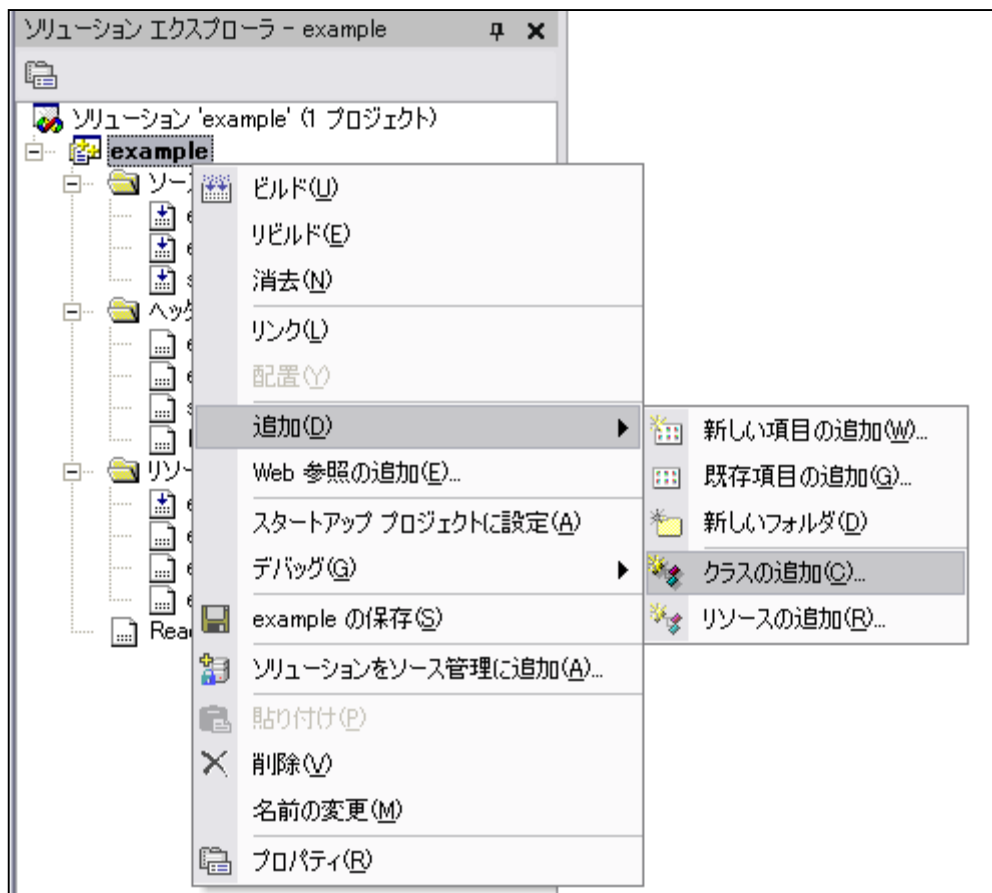 ソリューション エクスプローラ - example
ソリューション 'example' (1 プロジェクト)
example
ビルド(U)
リビルド(E)
消去(N)
リンク(L)
配置(Y)
追加(D)
Web 参照の追加(E)...
スタートアップ プロジェクトに設定(A)
デバッグ(G)
example の保存(S)
ソリューションをソース管理に追加(A)...
貼り付け(P)
削除(V)
名前の変更(M)
プロパティ(R)
新しい項目の追加(W)...
既存項目の追加(G)...
新しいフォルダ(D)
クラスの追加(C)...
リソースの追加(R)...